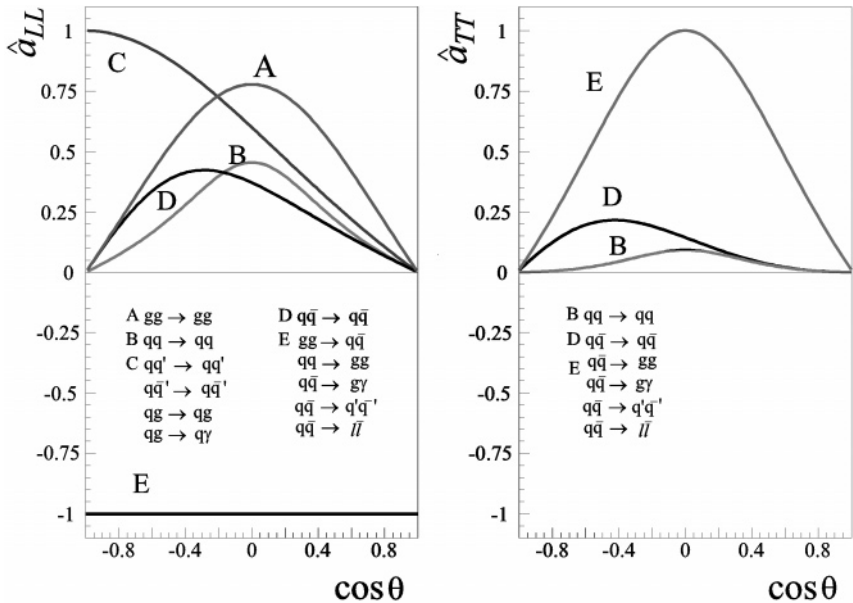 â_LL
1
0.75
0.5
0.25
0
-0.25
-0.5
-0.75
-1
C
A
B
D
A gg → gg
B qq → qq
C qq' → qq'
qq̄' → qq̄'
qg → qg
qg → qγ
D qq̄ → qq̄
E gg → qq̄
qq → gg
qq̄ → gγ
qq̄ → q'q̄'
qq̄ → ll̄
E
-0.8 -0.4 0 0.4 0.8
cosθ
â_TT
1
0.75
0.5
0.25
0
-0.25
-0.5
-0.75
-1
E
D
B
B qq → qq
D qq̄ → qq̄
E qq̄ → gg
qq̄ → gγ
qq̄ → q'q̄'
qq̄ → ll̄
-0.8 -0.4 0 0.4 0.8
cosθ